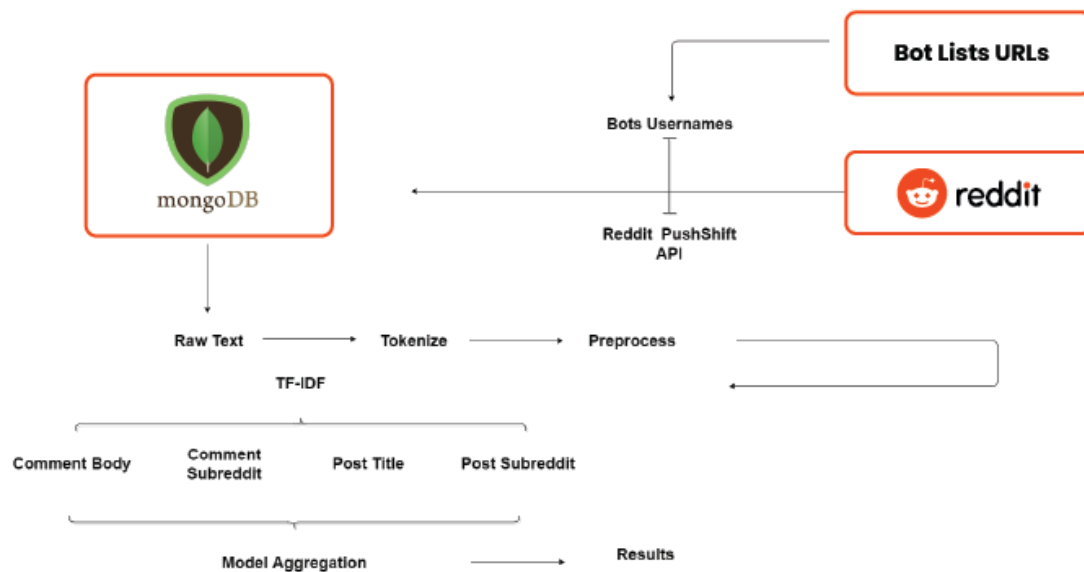 Bot Lists URLs
Bots Usernames
mongoDB
reddit
Reddit PushShift
API
Raw Text
Tokenize
Preprocess
TF-IDF
Comment Body
Comment
Subreddit
Post Title
Post Subreddit
Model Aggregation
Results